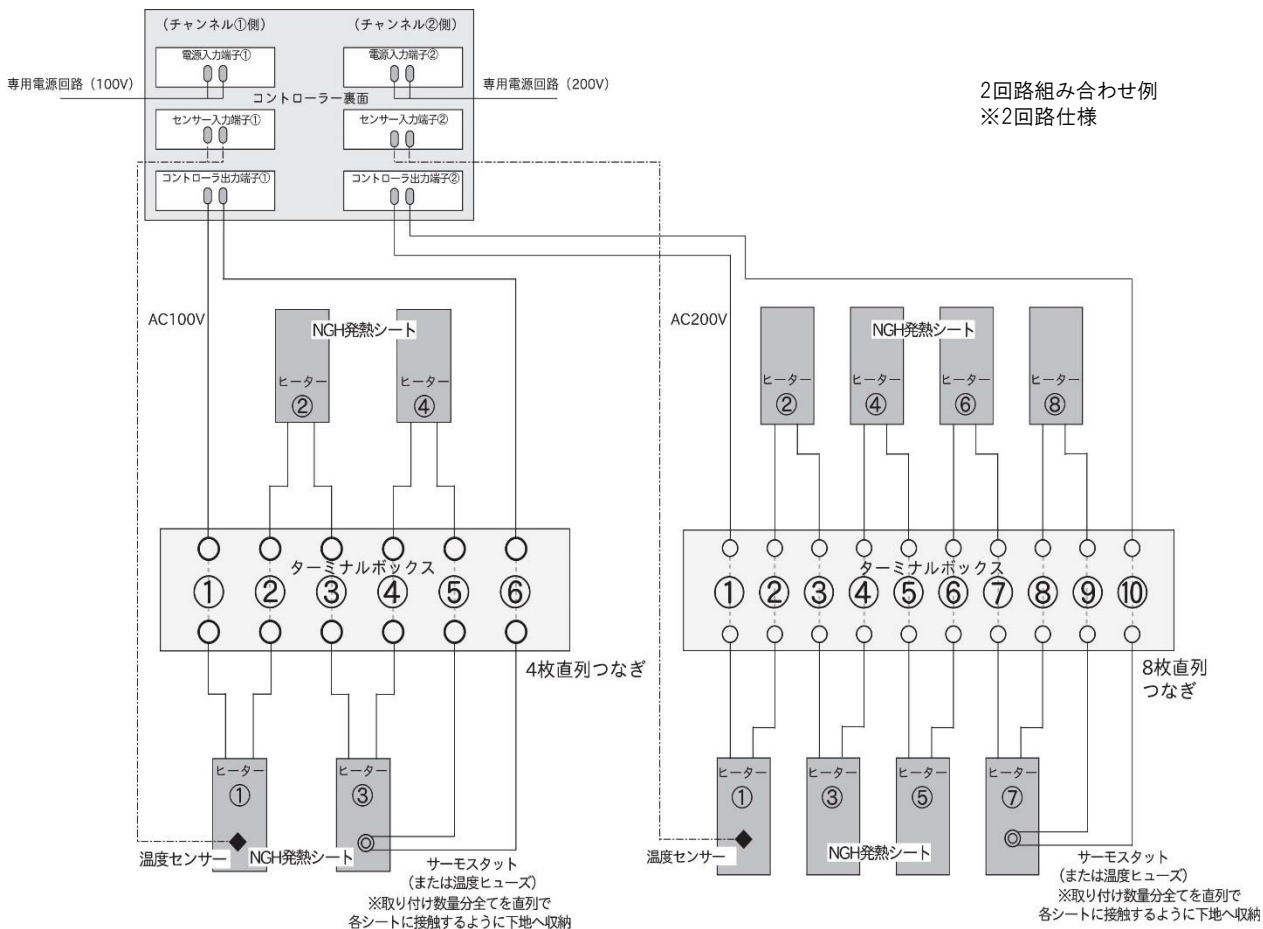 （チャンネル①側）
（チャンネル②側）
電源入力端子①
電源入力端子②
専用電源回路（100V）
専用電源回路（200V）
コントローラー裏面
センサー入力端子①
センサー入力端子②
コントローラ出力端子①
コントローラ出力端子②
2回路組み合わせ例
※2回路仕様
AC100V
NGH発熱シート
ヒーター
②
ヒーター
④
AC200V
NGH発熱シート
ヒーター
②
ヒーター
④
ヒーター
⑥
ヒーター
⑧
ターミナルボックス
① ② ③ ④ ⑤ ⑥
4枚直列つなぎ
ターミナルボックス
① ② ③ ④ ⑤ ⑥ ⑦ ⑧ ⑨ ⑩
8枚直列
つなぎ
ヒーター
①
ヒーター
③
温度センサー
NGH発熱シート
サーモスタット
（または温度ヒューズ）
※取り付け数量分全てを直列で
各シートに接触するように下地へ収納
ヒーター
①
ヒーター
③
ヒーター
⑤
ヒーター
⑦
温度センサー
NGH発熱シート
サーモスタット
（または温度ヒューズ）
※取り付け数量分全てを直列で
各シートに接触するように下地へ収納